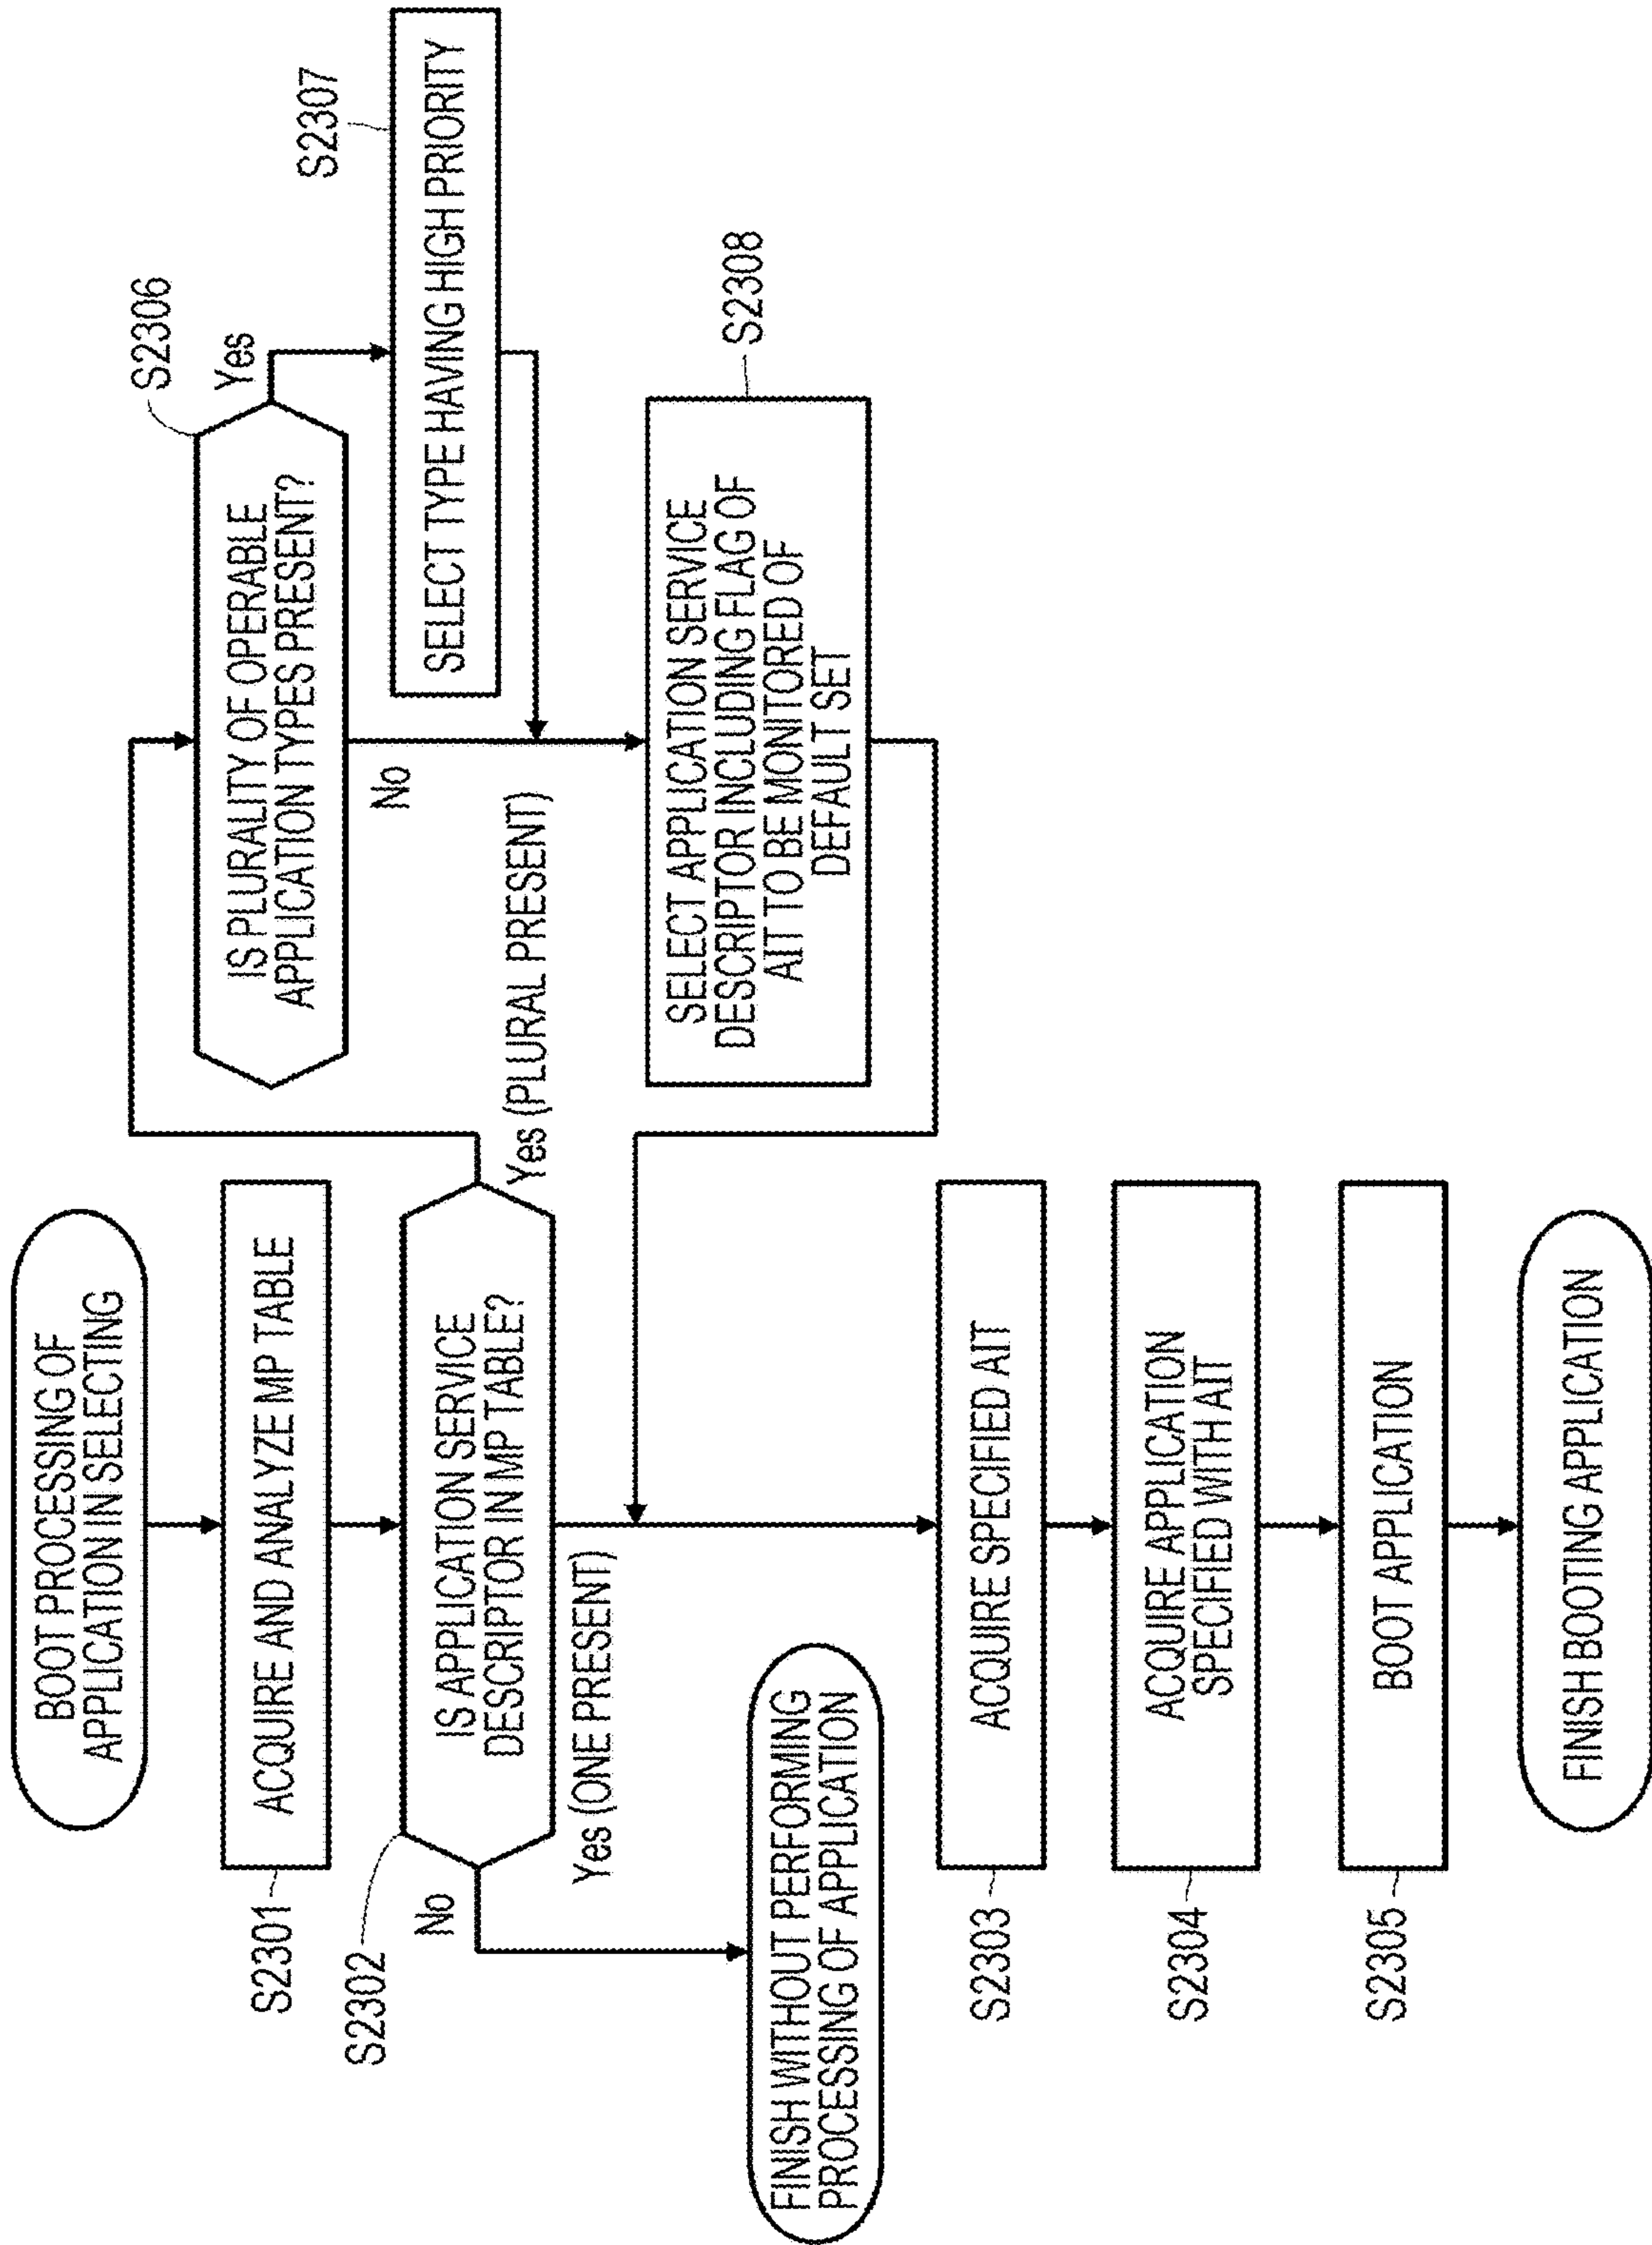 BOOT PROCESSING OF
APPLICATION IN SELECTING
S2301
ACQUIRE AND ANALYZE MP TABLE
S2302
IS APPLICATION SERVICE
DESCRIPTOR IN MP TABLE?
No
Yes (ONE PRESENT)
Yes (PLURAL PRESENT)
FINISH WITHOUT PERFORMING
PROCESSING OF APPLICATION
S2303
ACQUIRE SPECIFIED AIT
S2304
ACQUIRE APPLICATION
SPECIFIED WITH AIT
S2305
BOOT APPLICATION
FINISH BOOTING APPLICATION
S2306
IS PLURALITY OF OPERABLE
APPLICATION TYPES PRESENT?
Yes
No
S2307
SELECT TYPE HAVING HIGH PRIORITY
S2308
SELECT APPLICATION SERVICE
DESCRIPTOR INCLUDING FLAG OF
AIT TO BE MONITORED OF
DEFAULT SET